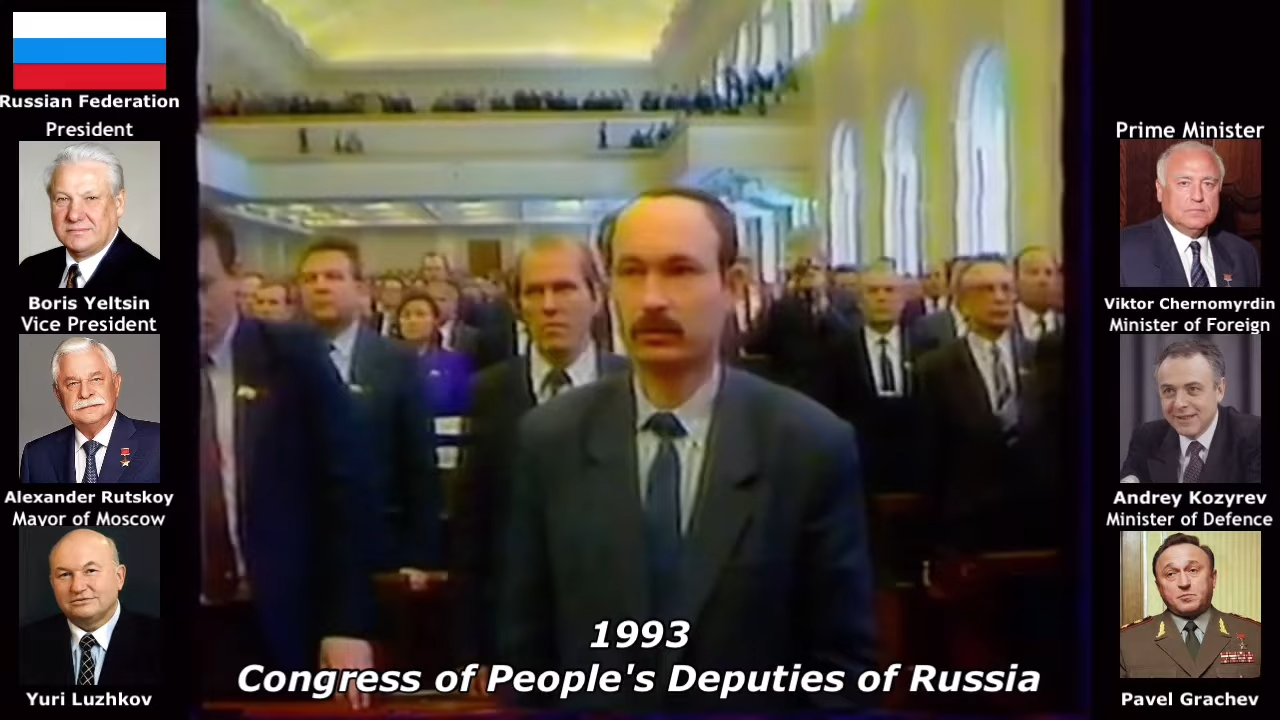 Russian Federation
President
Boris Yeltsin
Vice President
Alexander Rutskoy
Mayor of Moscow
Yuri Luzhkov
Prime Minister
Viktor Chernomyrdin
Minister of Foreign
Andrey Kozyrev
Minister of Defence
Pavel Grachev
1993
Congress of People's Deputies of Russia